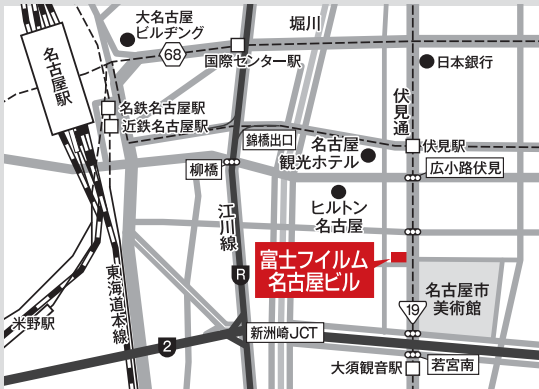 大名古屋
ビルヂング
堀川
68
国際センター駅
日本銀行
名古屋駅
伏見通
名鉄名古屋駅
近鉄名古屋駅
錦橋出口
名古屋
観光ホテル
伏見駅
柳橋
広小路伏見
ヒルトン
名古屋
江川線
富士フイルム
名古屋ビル
R
東海道本線
名古屋市
美術館
19
米野駅
2
新洲崎JCT
大須観音駅
若宮南